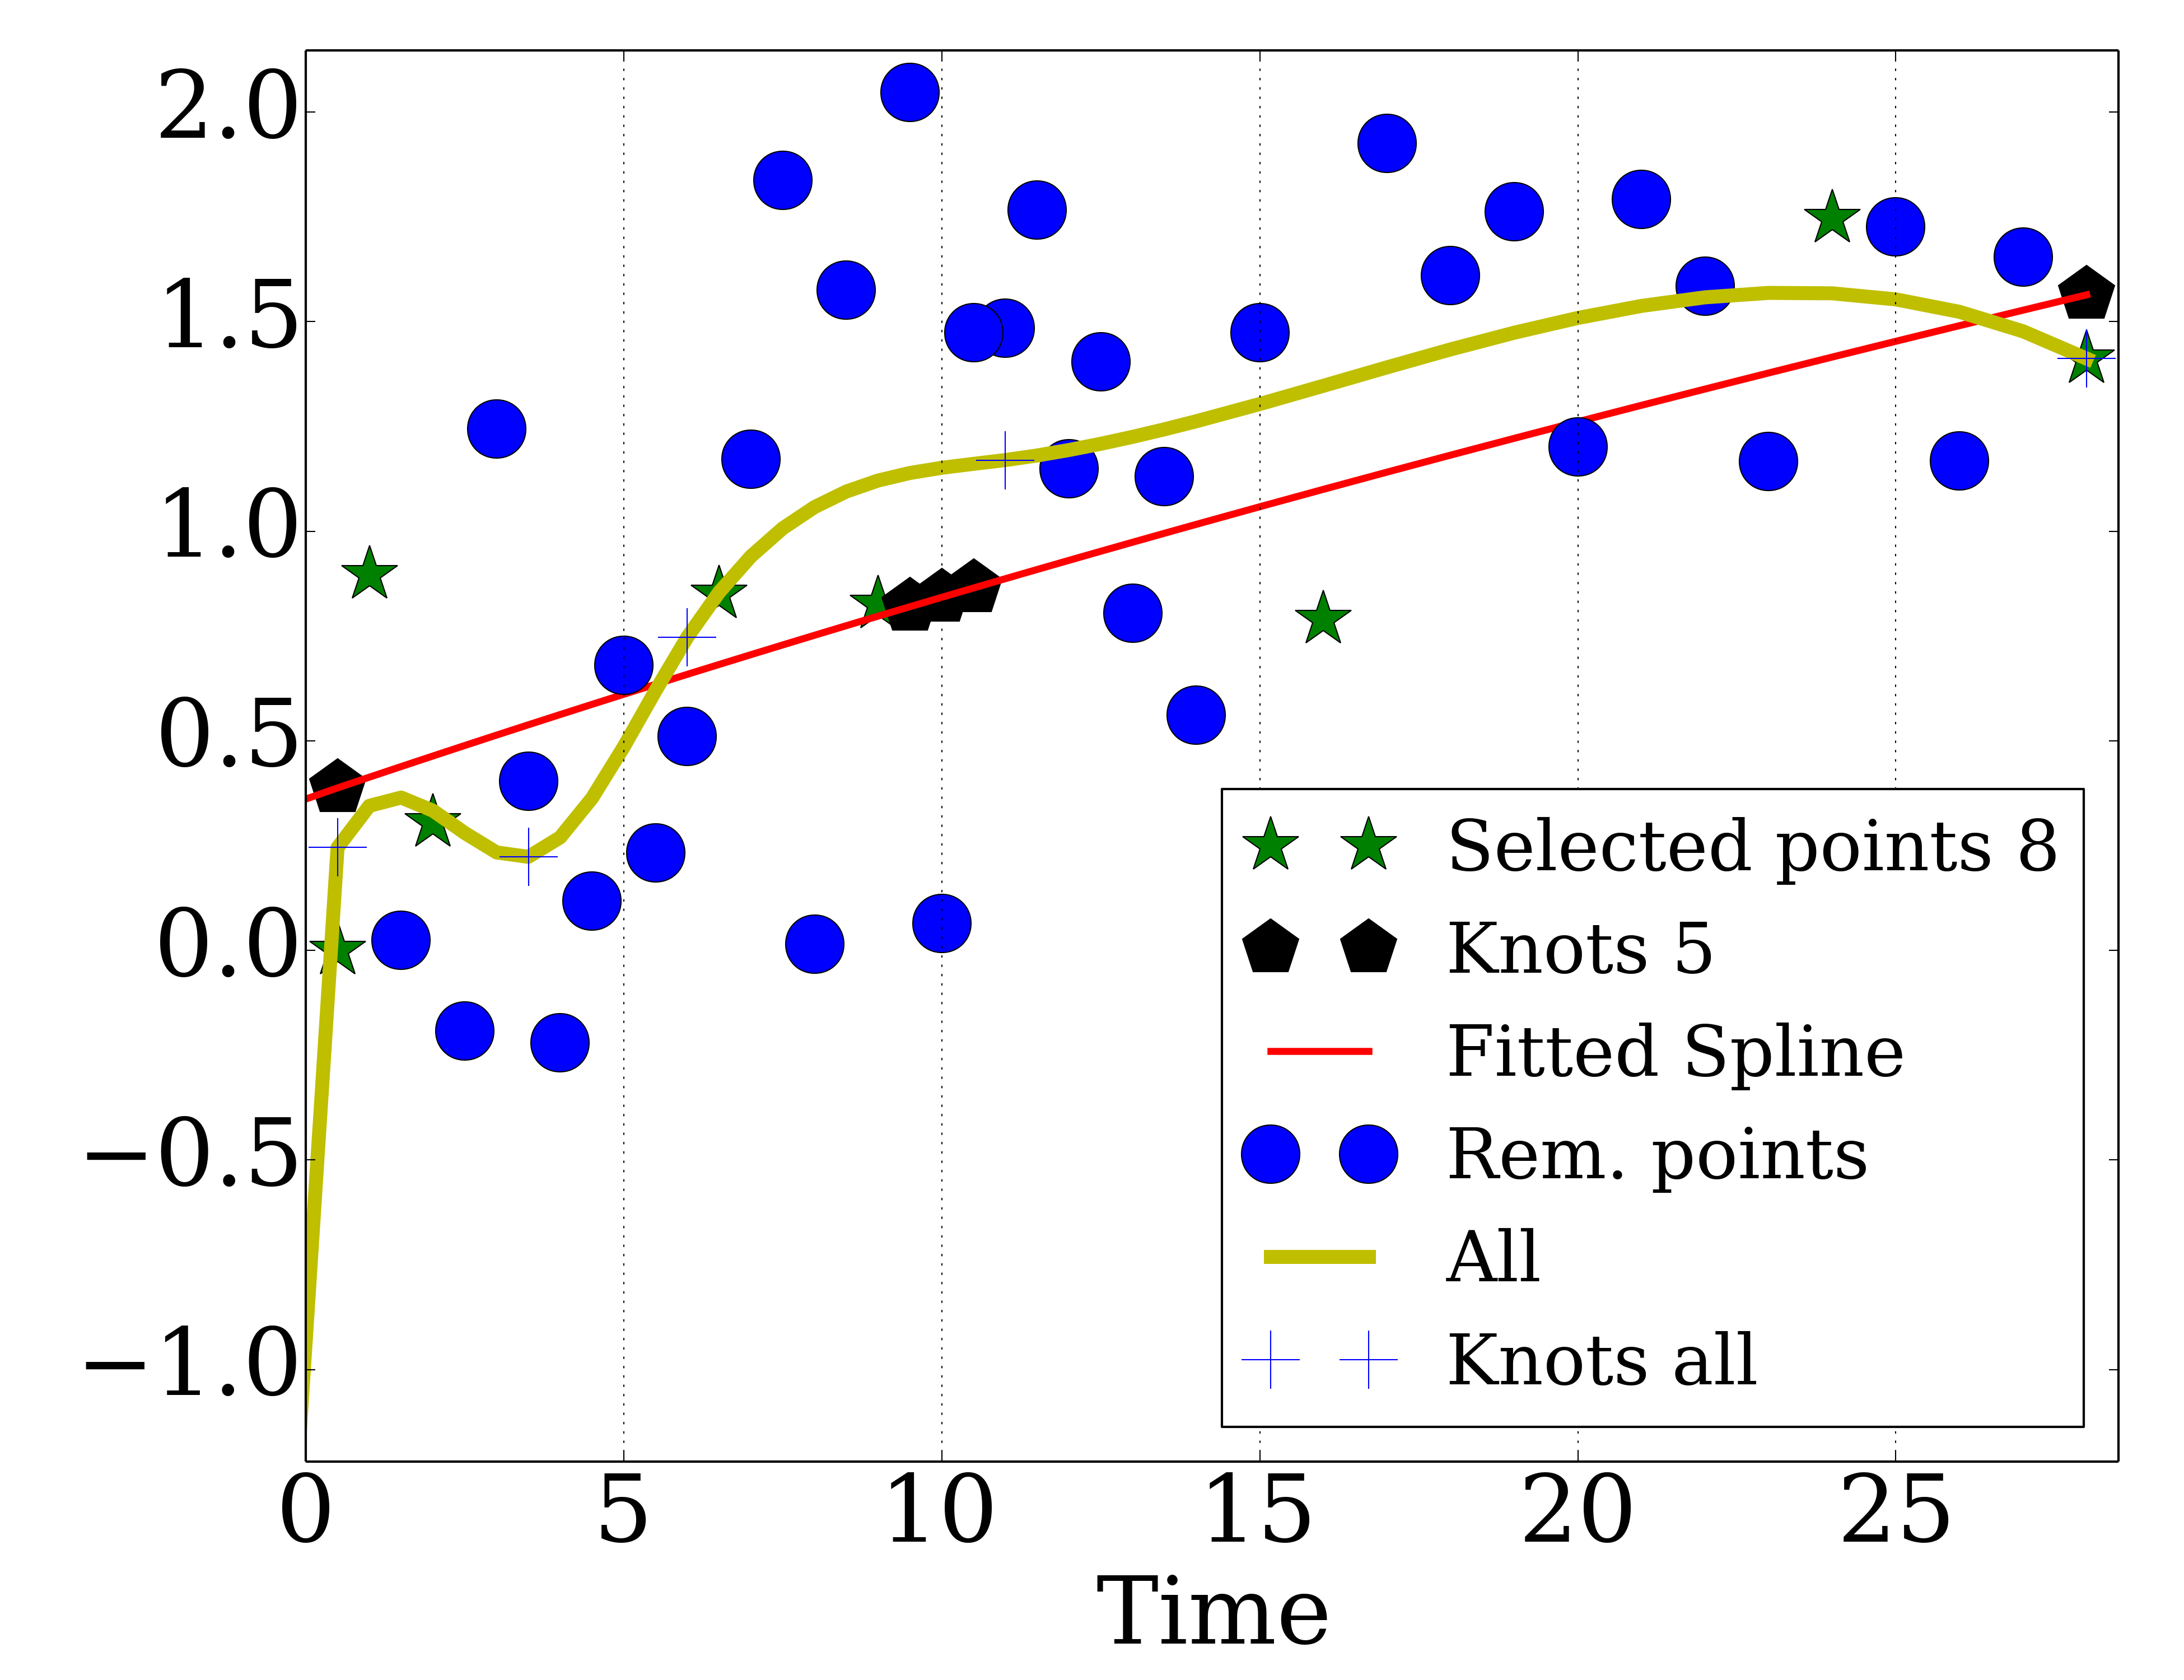 2.0
1.5
1.0
0.5
0.0
−0.5
−1.0
0 5 10 15 20 25
Time
Selected points 8
Knots 5
Fitted Spline
Rem. points
All
Knots all